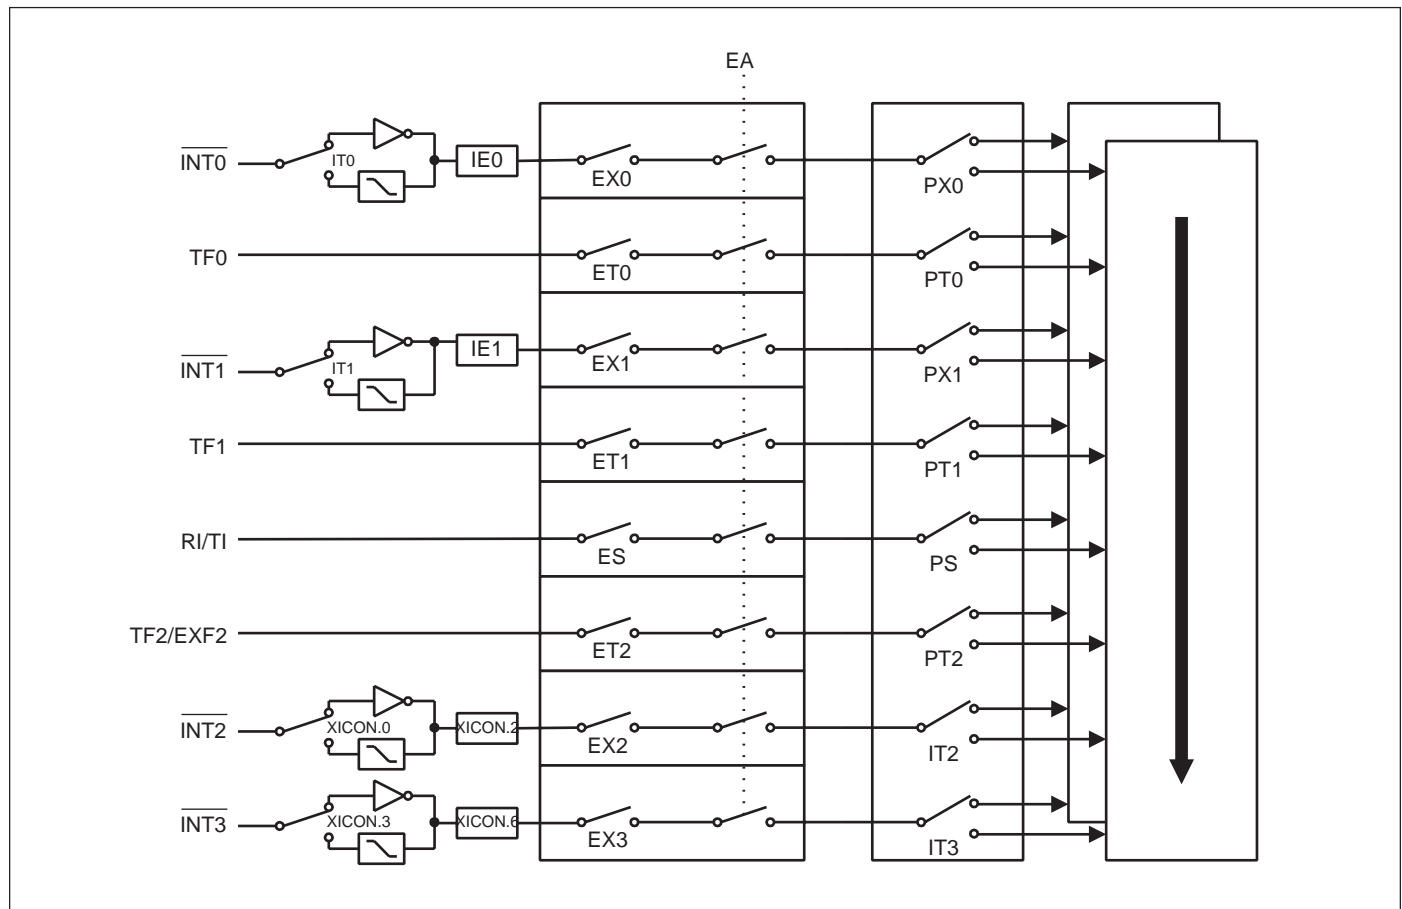 EA
INT0
IT0
IE0
EX0
PX0
TF0
ET0
PT0
INT1
IT1
IE1
EX1
PX1
TF1
ET1
PT1
RI/TI
ES
PS
TF2/EXF2
ET2
PT2
INT2
XICON.0
XICON.2
EX2
IT2
INT3
XICON.3
XICON.6
EX3
IT3